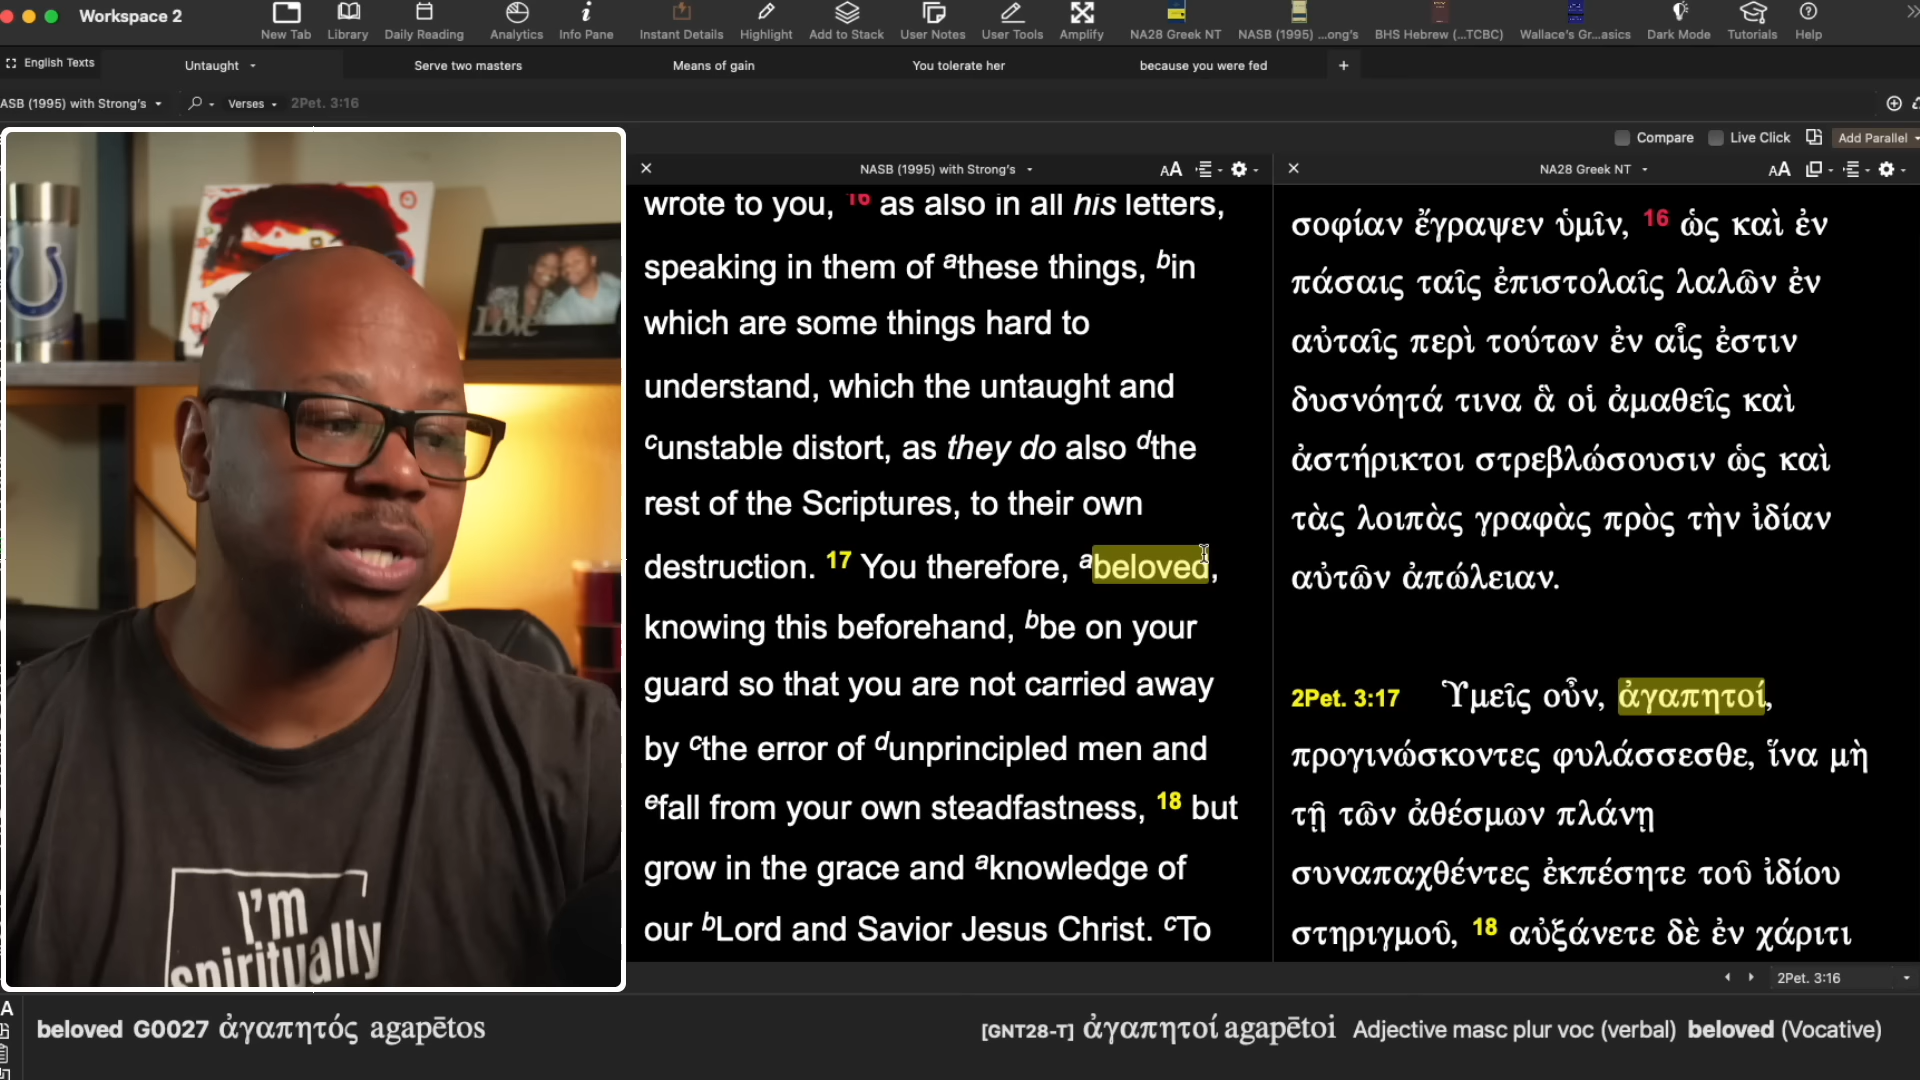 Workspace 2
New Tab
Library
Daily Reading
Analytics
Info Pane
Instant Details
Highlight
Add to Stack
User Notes
User Tools
Amplify
NA28 Greek NT
NASB (1995) ...ong's
BHS Hebrew (...TCBC)
Wallace's Gr...asics
Dark Mode
Tutorials
Help
English Texts
Untaught
Serve two masters
Means of gain
You tolerate her
because you were fed
+
ASB (1995) with Strong's
Verses
2Pet. 3:16
Compare
Live Click
Add Parallel
NASB (1995) with Strong's
AA
wrote to you, 16 as also in all his letters,
speaking in them of athese things, bin
which are some things hard to
understand, which the untaught and
cunstable distort, as they do also dthe
rest of the Scriptures, to their own
destruction. 17 You therefore, abeloved,
knowing this beforehand, bbe on your
guard so that you are not carried away
by cthe error of dunprincipled men and
efall from your own steadfastness, 18 but
grow in the grace and aknowledge of
our bLord and Savior Jesus Christ. cTo
NA28 Greek NT
AA
σοφίαν ἔγραψεν ὑμῖν, 16 ὡς καὶ ἐν
πάσαις ταῖς ἐπιστολαῖς λαλῶν ἐν
αὐταῖς περὶ τούτων ἐν αἷς ἐστιν
δυσνόητά τινα ἃ οἱ ἀμαθεῖς καὶ
ἀστήρικτοι στρεβλώσουσιν ὡς καὶ
τὰς λοιπὰς γραφὰς πρὸς τὴν ἰδίαν
αὐτῶν ἀπώλειαν.
2Pet. 3:17 Ὑμεῖς οὖν, ἀγαπητοί,
προγινώσκοντες φυλάσσεσθε, ἵνα μὴ
τῇ τῶν ἀθέσμων πλάνῃ
συναπαχθέντες ἐκπέσητε τοῦ ἰδίου
στηριγμοῦ, 18 αὐξάνετε δὲ ἐν χάριτι
2Pet. 3:16
Love
I'm
spiritually
A
beloved G0027 ἀγαπητός agapētos
[GNT28-T] ἀγαπητοί agapētoi Adjective masc plur voc (verbal) beloved (Vocative)